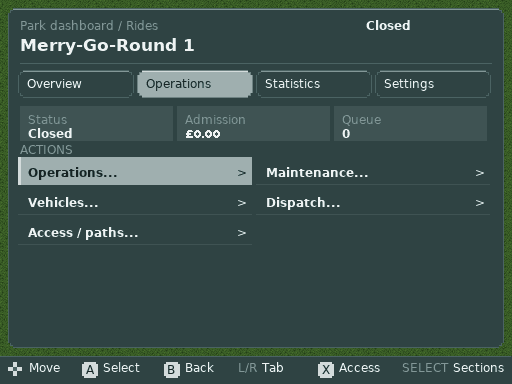 Park dashboard / Rides
Closed
Merry-Go-Round 1
Overview
Operations
Statistics
Settings
Status
Closed
Admission
£0.00
Queue
0
ACTIONS
Operations... >
Maintenance... >
Vehicles... >
Dispatch... >
Access / paths... >
Move A Select B Back L/R Tab X Access SELECT Sections